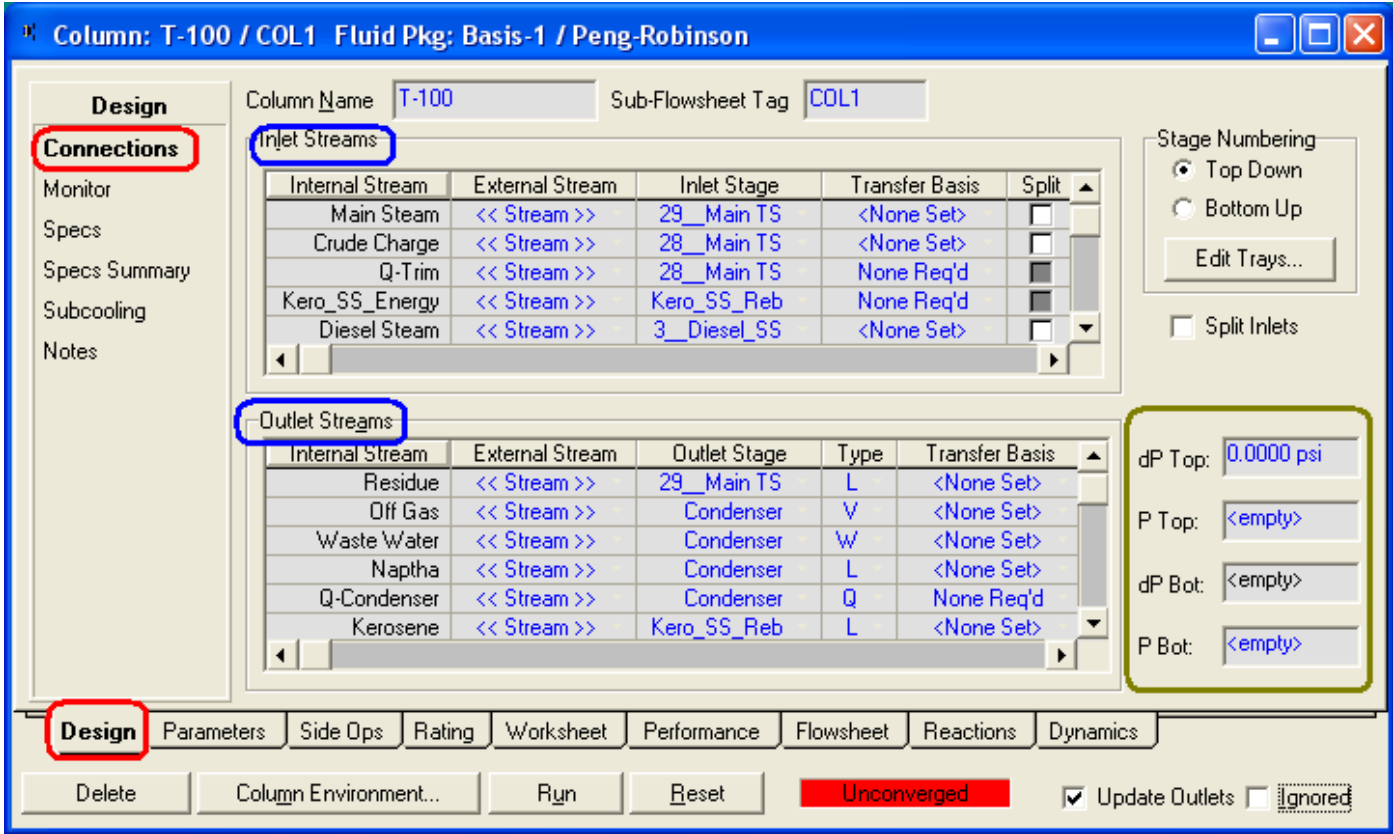 Column: T-100 / COL1 Fluid Pkg: Basis-1 / Peng-Robinson
Design
Connections
Monitor
Specs
Specs Summary
Subcooling
Notes
Column Name T-100 Sub-Flowsheet Tag COL1
Inlet Streams
Internal Stream External Stream Inlet Stage Transfer Basis Split
Main Steam << Stream >> 29__Main TS <None Set>
Crude Charge << Stream >> 28__Main TS <None Set>
Q-Trim << Stream >> 28__Main TS None Req'd
Kero_SS_Energy << Stream >> Kero_SS_Reb None Req'd
Diesel Steam << Stream >> 3__Diesel_SS <None Set>
Stage Numbering
Top Down
Bottom Up
Edit Trays...
Split Inlets
Outlet Streams
Internal Stream External Stream Outlet Stage Type Transfer Basis
Residue << Stream >> 29__Main TS L <None Set>
Off Gas << Stream >> Condenser V <None Set>
Waste Water << Stream >> Condenser W <None Set>
Naptha << Stream >> Condenser L <None Set>
Q-Condenser << Stream >> Condenser Q None Req'd
Kerosene << Stream >> Kero_SS_Reb L <None Set>
dP Top: 0.0000 psi
P Top: <empty>
dP Bot: <empty>
P Bot: <empty>
Design Parameters Side Ops Rating Worksheet Performance Flowsheet Reactions Dynamics
Delete Column Environment... Run Reset Unconverged Update Outlets Ignored